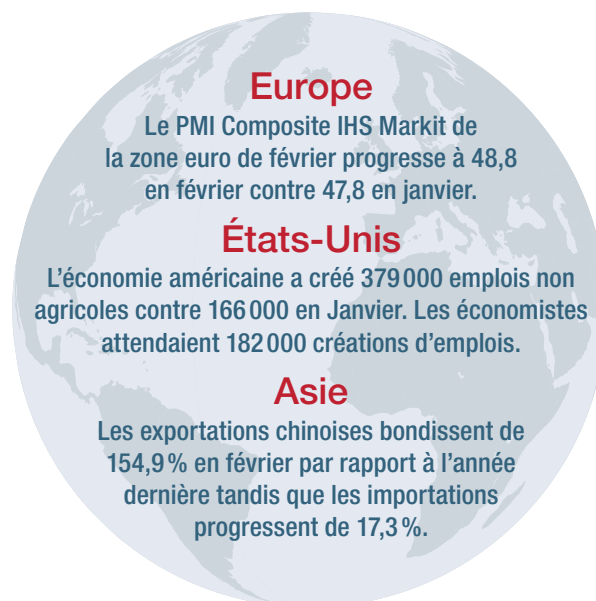 Europe
Le PMI Composite IHS Markit de
la zone euro de février progresse à 48,8
en février contre 47,8 en janvier.
États-Unis
L’économie américaine a créé 379 000 emplois non
agricoles contre 166 000 en Janvier. Les économistes
attendaient 182 000 créations d’emplois.
Asie
Les exportations chinoises bondissent de
154,9 % en février par rapport à l’année
dernière tandis que les importations
progressent de 17,3 %.